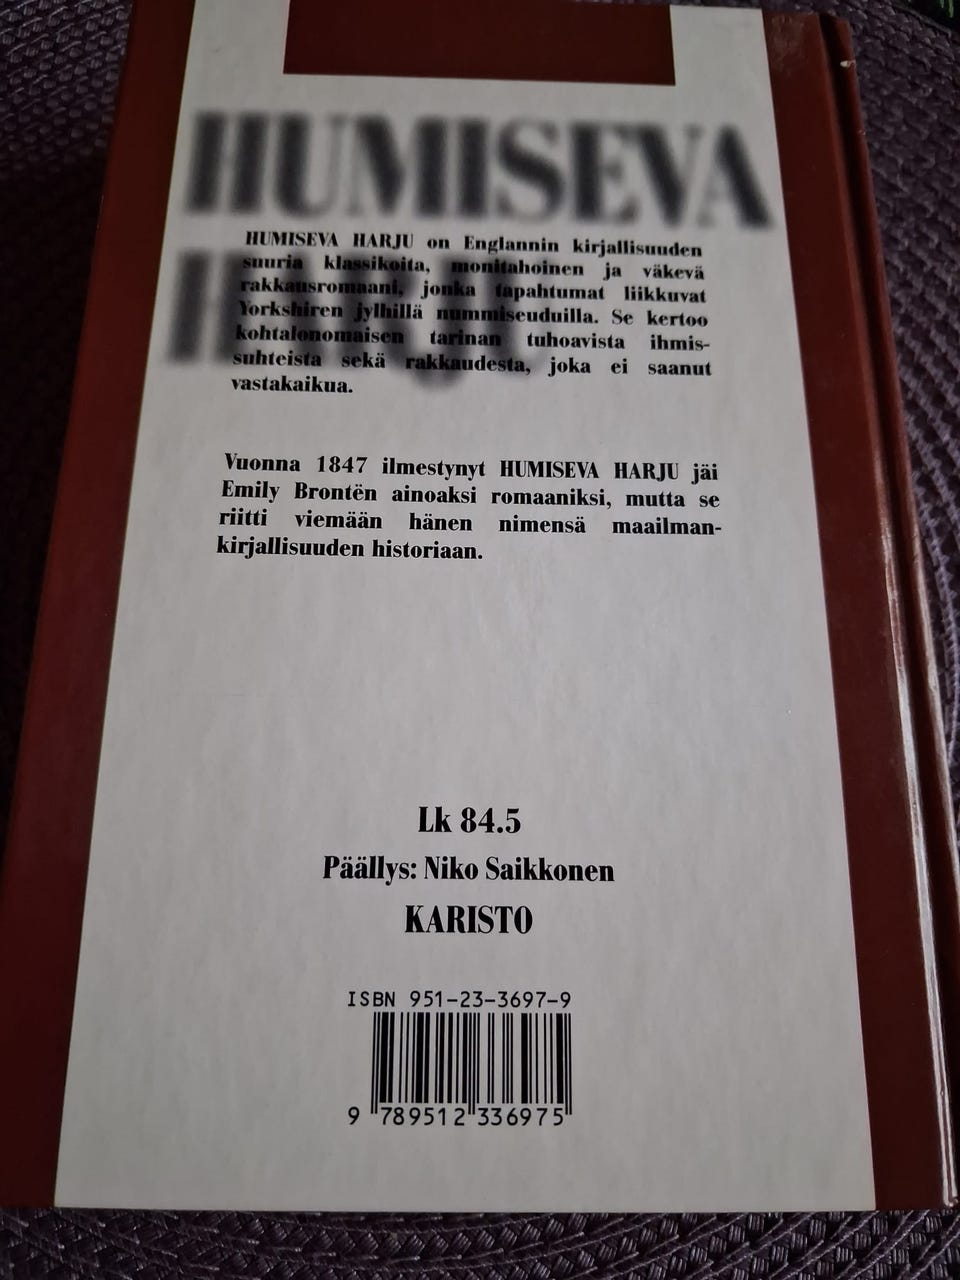 HUMISEVA
HARJU
HUMISEVA HARJU on Englannin kirjallisuuden
suuria klassikoita, monitahoinen ja väkevä
rakkausromaani, jonka tapahtumat liikkuvat
Yorkshiren jylhillä nummiseuduilla. Se kertoo
kohtalonomaisen tarinan tuhoavista ihmis-
suhteista sekä rakkaudesta, joka ei saanut
vastakaikua.
Vuonna 1847 ilmestynyt HUMISEVA HARJU jäi
Emily Brontën ainoaksi romaaniksi, mutta se
riitti viemään hänen nimensä maailman-
kirjallisuuden historiaan.
Lk 84.5
Päällys: Niko Saikkonen
KARISTO
ISBN 951-23-3697-9
9 789512 336975